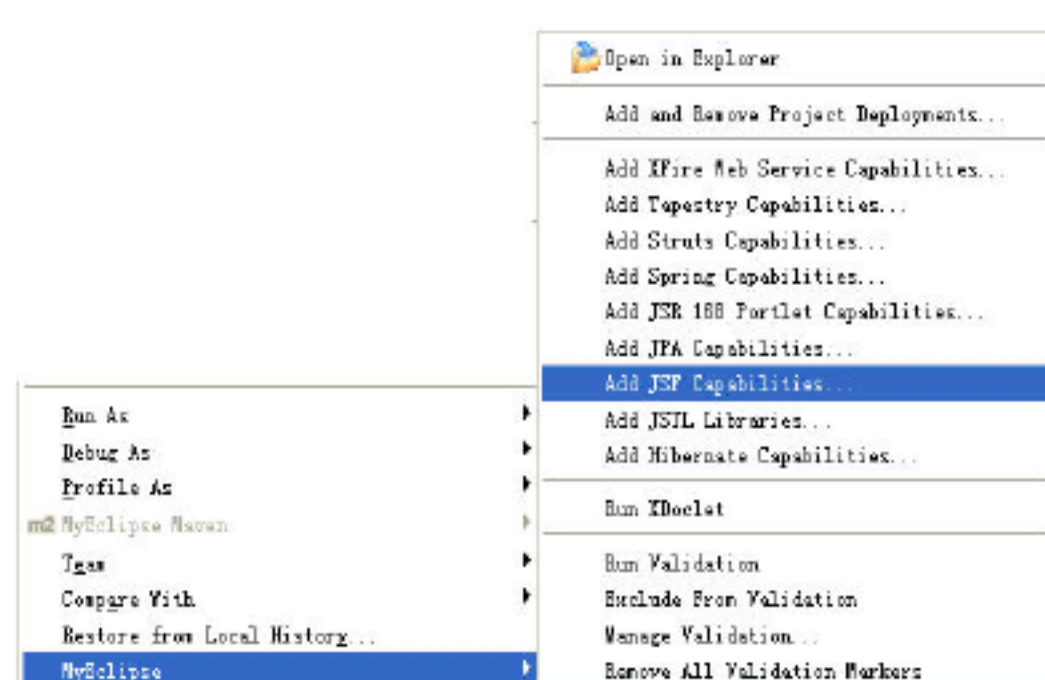 Open in Explorer
Add and Remove Project Deployments...
Add XFire Web Service Capabilities...
Add Tapestry Capabilities...
Add Struts Capabilities...
Add Spring Capabilities...
Add JSR 168 Portlet Capabilities...
Add JPA Capabilities...
Add JSF Capabilities...
Add JSTL Libraries...
Add Hibernate Capabilities...
Run XDoclet
Run Validation
Exclude From Validation
Manage Validation...
Remove All Validation Markers
Run As
Debug As
Profile As
m2 MyEclipse Maven
Team
Compare With
Restore from Local History...
MyEclipse